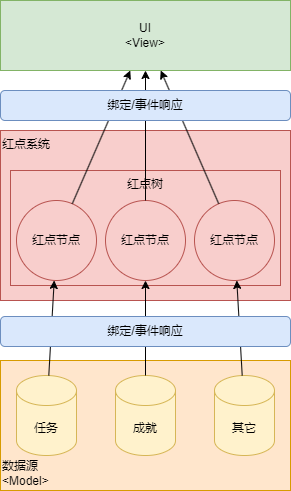 UI
<View>
绑定/事件响应
红点系统
红点树
红点节点
红点节点
红点节点
绑定/事件响应
任务
成就
其它
数据源
<Model>